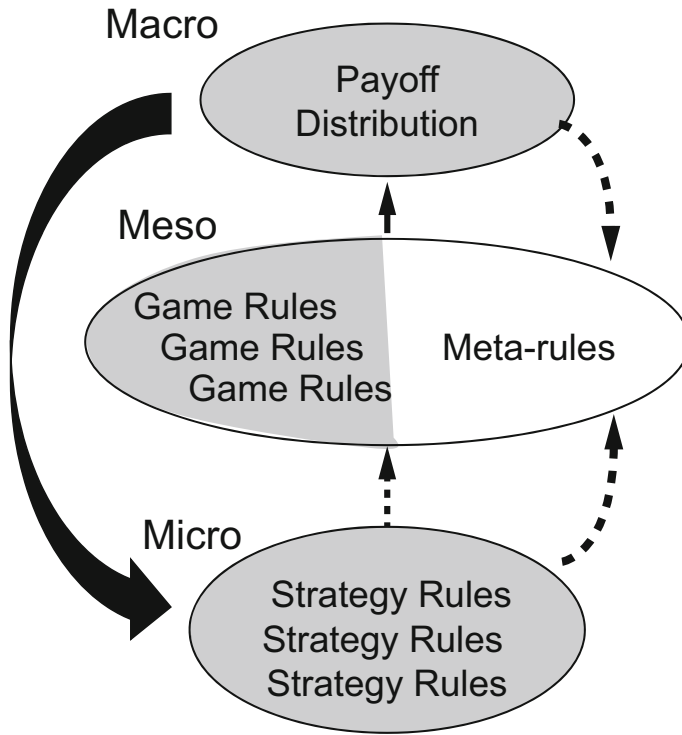 Macro
Payoff
Distribution
Meso
Game Rules
Game Rules
Game Rules
Meta-rules
Micro
Strategy Rules
Strategy Rules
Strategy Rules